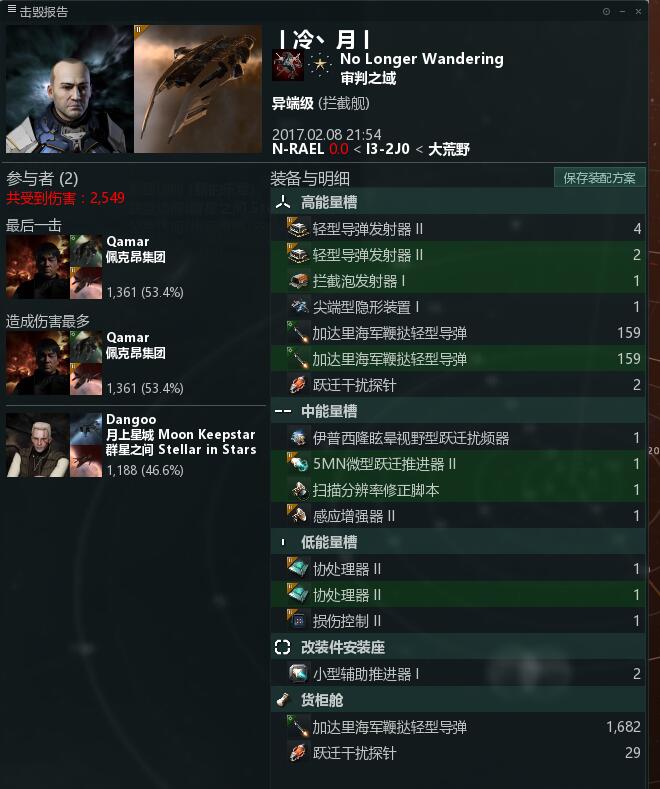 击毁报告
丨冷丶月丨
No Longer Wandering
审判之域
异端级 (拦截舰)
2017.02.08 21:54
N-RAEL 0.0 < I3-2J0 < 大荒野
参与者 (2)
共受到伤害：2,549
最后一击
Qamar
佩克昂集团
1,361 (53.4%)
造成伤害最多
Qamar
佩克昂集团
1,361 (53.4%)
Dangoo
月上星城 Moon Keepstar
群星之间 Stellar in Stars
1,188 (46.6%)
装备与明细
保存装配方案
高能量槽
轻型导弹发射器 II 4
轻型导弹发射器 II 2
拦截泡发射器 I 1
尖端型隐形装置 I 1
加达里海军鞭挞轻型导弹 159
加达里海军鞭挞轻型导弹 159
跃迁干扰探针 2
中能量槽
伊普西隆眩晕视野型跃迁扰频器 1
5MN微型跃迁推进器 II 1
扫描分辨率修正脚本 1
感应增强器 II 1
低能量槽
协处理器 II 1
协处理器 II 1
损伤控制 II 1
改装件安装座
小型辅助推进器 I 2
货柜舱
加达里海军鞭挞轻型导弹 1,682
跃迁干扰探针 29